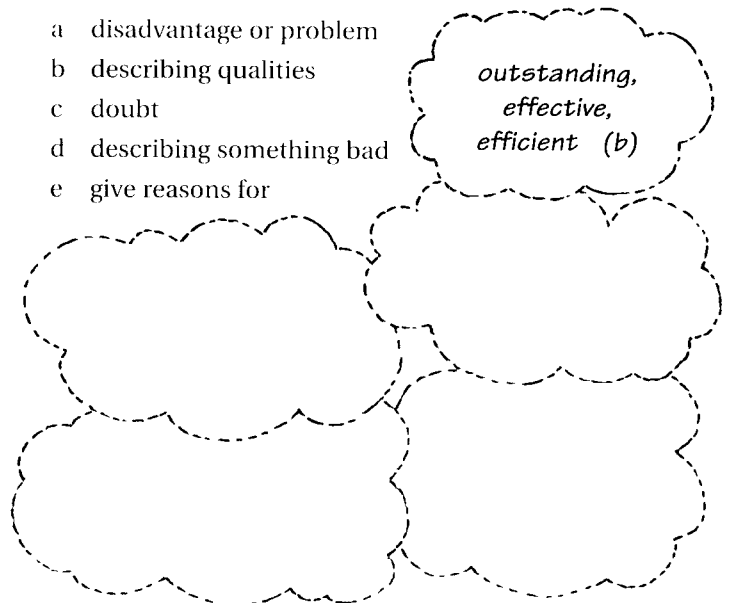 a disadvantage or problem
b describing qualities
c doubt
d describing something bad
e give reasons for
outstanding,
effective,
efficient (b)